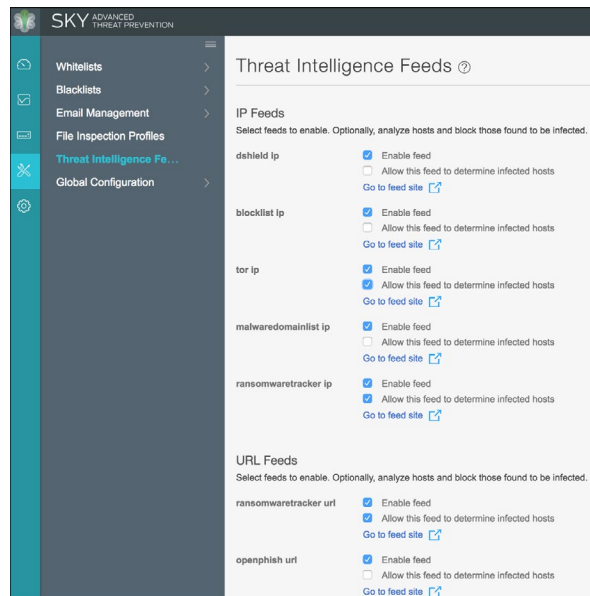 SKY ADVANCED
THREAT PREVENTION
Whitelists
Blacklists
Email Management
File Inspection Profiles
Threat Intelligence Fe...
Global Configuration
Threat Intelligence Feeds ?
IP Feeds
Select feeds to enable. Optionally, analyze hosts and block those found to be infected.
dshield ip
Enable feed
Allow this feed to determine infected hosts
Go to feed site
blocklist ip
Enable feed
Allow this feed to determine infected hosts
Go to feed site
tor ip
Enable feed
Allow this feed to determine infected hosts
Go to feed site
malwaredomainlist ip
Enable feed
Allow this feed to determine infected hosts
Go to feed site
ransomwaretracker ip
Enable feed
Allow this feed to determine infected hosts
Go to feed site
URL Feeds
Select feeds to enable. Optionally, analyze hosts and block those found to be infected.
ransomwaretracker url
Enable feed
Allow this feed to determine infected hosts
Go to feed site
openphish url
Enable feed
Allow this feed to determine infected hosts
Go to feed site